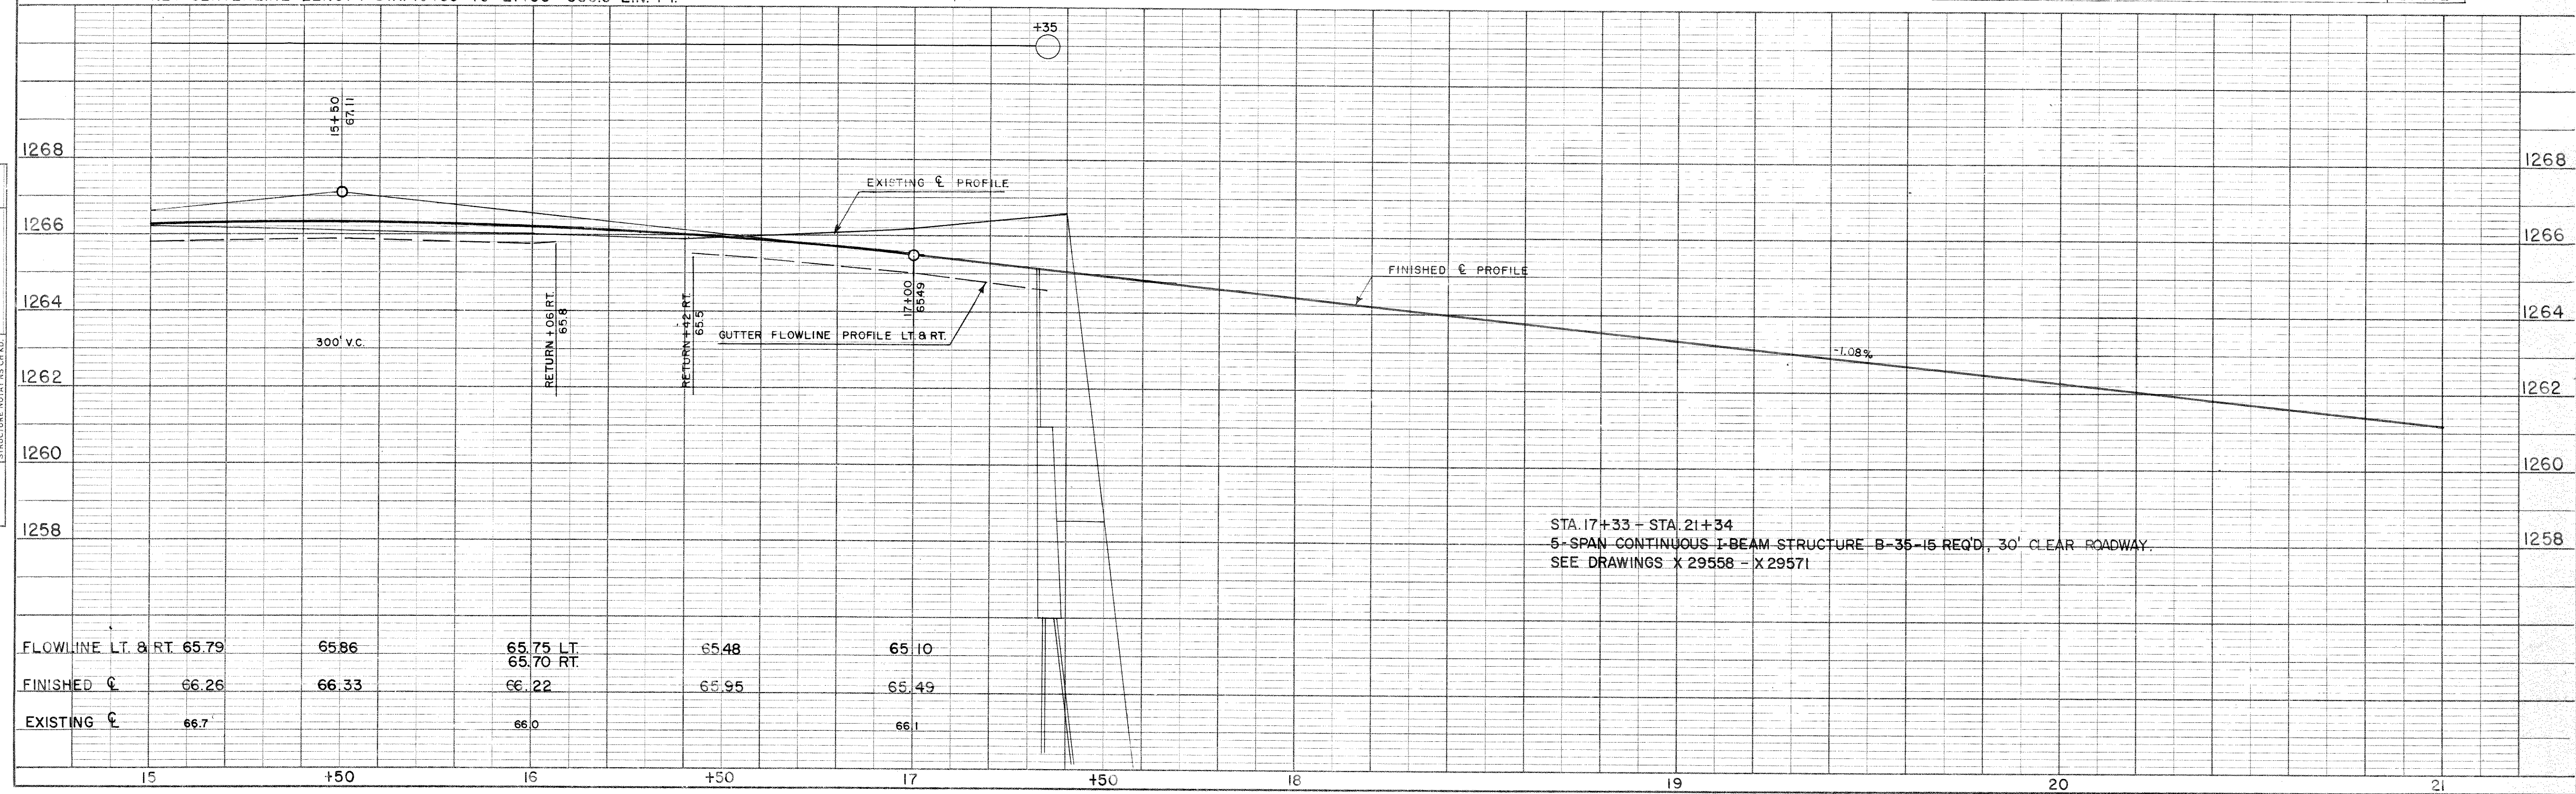 +35
15+50
67.11
1268
1268
EXISTING ℄ PROFILE
1266
1266
FINISHED ℄ PROFILE
1264
1264
RETURN +06 RT.
65.8
RETURN +42 RT.
65.5
17+00
65.49
GUTTER FLOWLINE PROFILE LT. & RT.
300' V.C.
-1.08%
1262
1262
1260
1260
1258
1258
STA. 17+33 - STA. 21+34
5-SPAN CONTINUOUS I-BEAM STRUCTURE B-35-15 REQ'D, 30' CLEAR ROADWAY.
SEE DRAWINGS X 29558 - X 29571
FLOWLINE LT. & RT. 65.79 65.86 65.75 LT. 65.48 65.10
65.70 RT.
FINISHED ℄ 66.26 66.33 66.22 65.95 65.49
EXISTING ℄ 66.7 66.0 66.1
15 +50 16 +50 17 +50 18 19 20 21